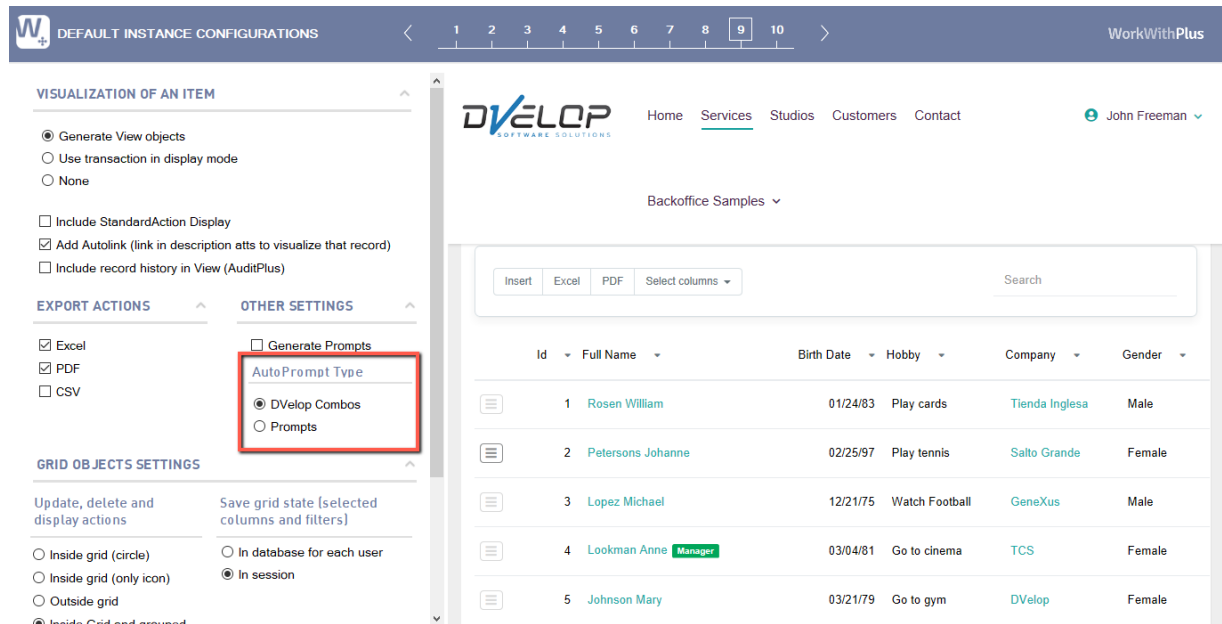 W
DEFAULT INSTANCE CONFIGURATIONS
1 2 3 4 5 6 7 8 9 10
WorkWithPlus
VISUALIZATION OF AN ITEM
Generate View objects
Use transaction in display mode
None
Include StandardAction Display
Add Autolink (link in description atts to visualize that record)
Include record history in View (AuditPlus)
EXPORT ACTIONS
Excel
PDF
CSV
OTHER SETTINGS
Generate Prompts
AutoPrompt Type
DVelop Combos
Prompts
GRID OBJECTS SETTINGS
Update, delete and
display actions
Inside grid (circle)
Inside grid (only icon)
Outside grid
Inside Grid and grouped
Save grid state (selected
columns and filters)
In database for each user
In session
DVELOP
SOFTWARE SOLUTIONS
Home Services Studios Customers Contact
John Freeman
Backoffice Samples
Insert Excel PDF Select columns
Search
Id Full Name Birth Date Hobby Company Gender
1 Rosen William 01/24/83 Play cards Tienda Inglesa Male
2 Petersons Johanne 02/25/97 Play tennis Salto Grande Female
3 Lopez Michael 12/21/75 Watch Football GeneXus Male
4 Lookman Anne Manager 03/04/81 Go to cinema TCS Female
5 Johnson Mary 03/21/79 Go to gym DVelop Female